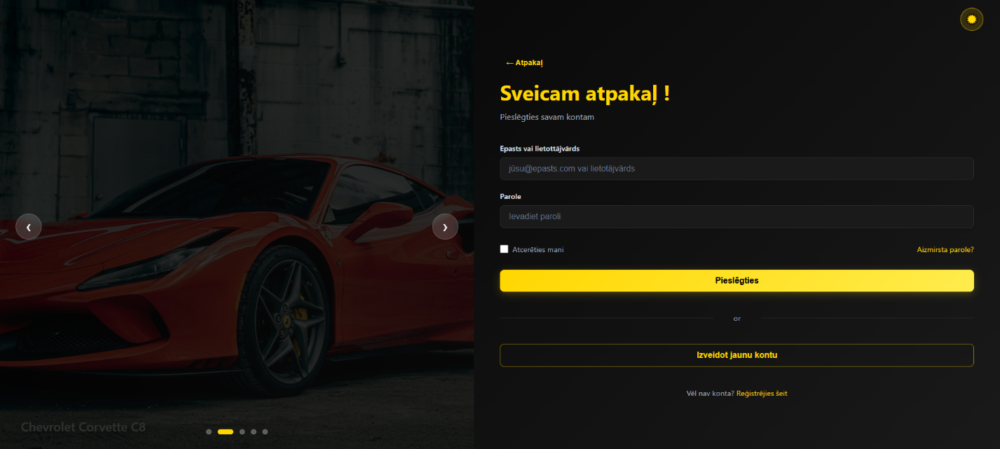 ← Atpakaļ
Sveicam atpakaļ !
Pieslēgties savam kontam
Epasts vai lietottājvārds
jūsu@epasts.com vai lietotājvārds
Parole
Ievadiet paroli
Atcerēties mani
Aizmirsta parole?
Pieslēgties
or
Izveidot jaunu kontu
Vēl nav konta? Reģistrējies šeit
Chevrolet Corvette C8